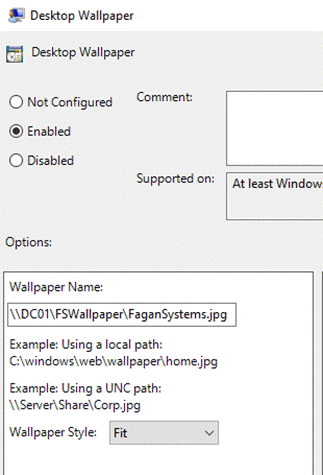 Desktop Wallpaper
Desktop Wallpaper
Not Configured
Comment:
Enabled
Disabled
Supported on:
At least Window
Options:
Wallpaper Name:
\\DC01\FSWallpaper\FaganSystems.jpg
Example: Using a local path:
C:\windows\web\wallpaper\home.jpg
Example: Using a UNC path:
\\Server\Share\Corp.jpg
Wallpaper Style:
Fit